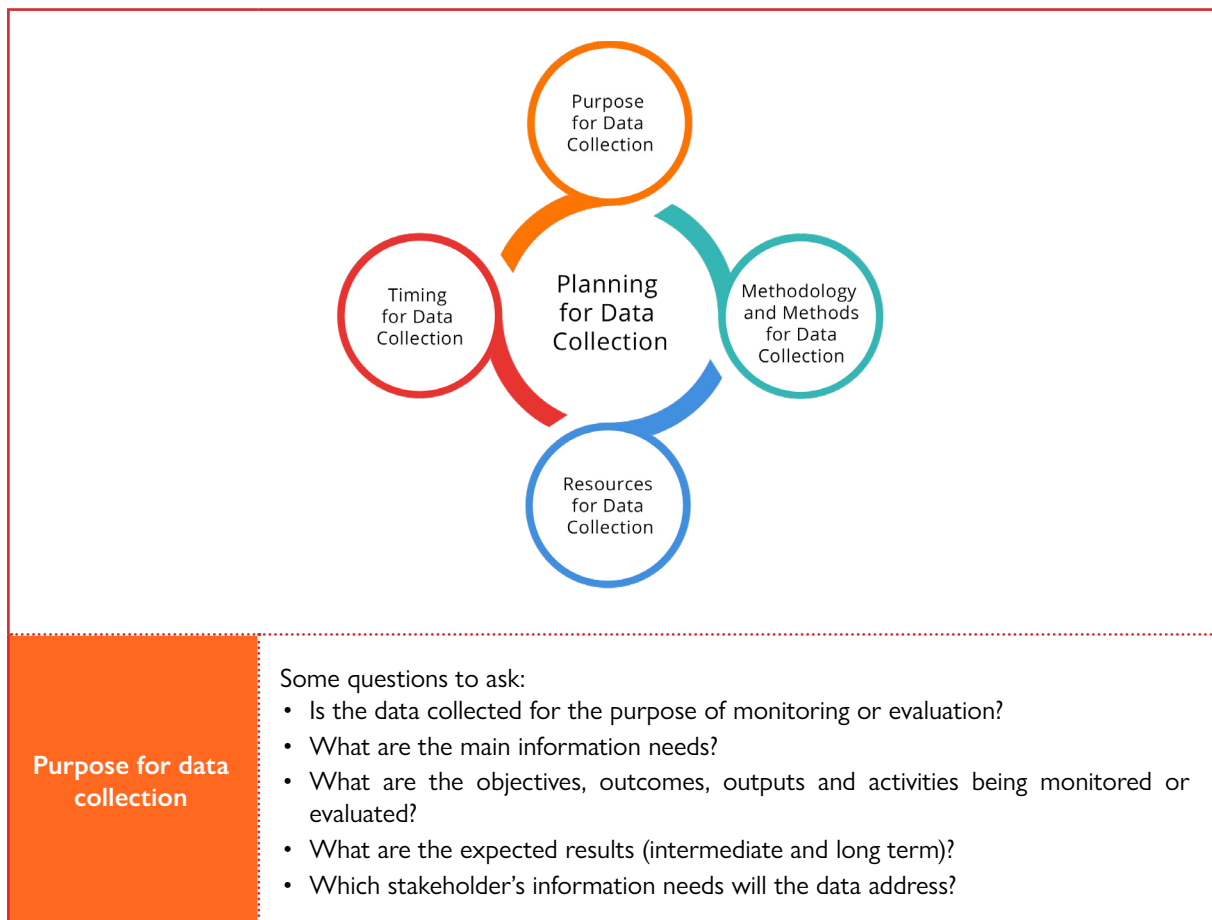 Purpose
for Data
Collection
Timing
for Data
Collection
Planning
for Data
Collection
Methodology
and Methods
for Data
Collection
Resources
for Data
Collection
Purpose for data
collection
Some questions to ask:
• Is the data collected for the purpose of monitoring or evaluation?
• What are the main information needs?
• What are the objectives, outcomes, outputs and activities being monitored or
evaluated?
• What are the expected results (intermediate and long term)?
• Which stakeholder’s information needs will the data address?